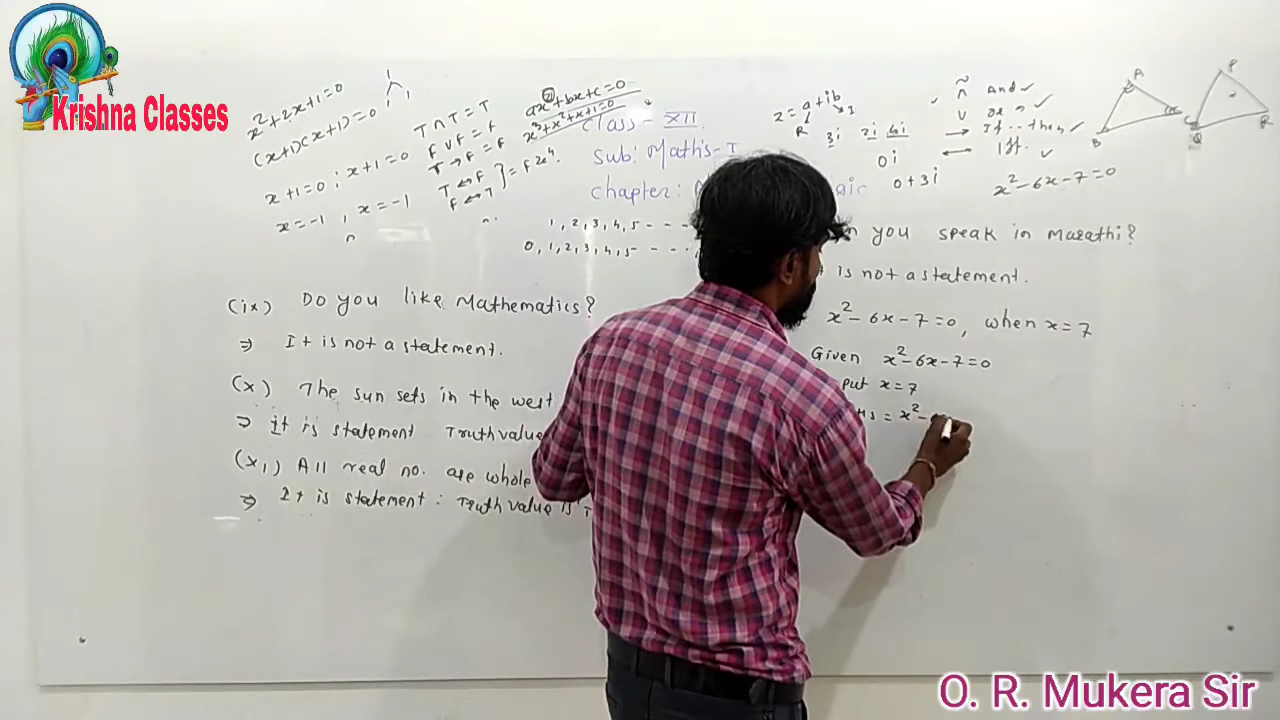 Krishna Classes
x²+2x+1=0
(x+1)(x+1)=0
x+1=0 ; x+1=0
x=-1 , x=-1
n
T ∩ T = T
F ∨ F = F
T → F = F
T ↔ F
F ↔ T } = F 2x⁴.
ax²+bx+c=0
x³+x²+x+1=0
Class- XII.
Sub: Maths-I
chapter:
aic
1, 2, 3, 4, 5 - - -
0, 1, 2, 3, 4, 5 - - -
z = a+ib
R
3i 2i 4i
0i
0+3i
~
∩ And ✓
∨ or
→ If...then ✓
↔ Iff. ✓
x²-6x-7=0
A
B
P
Q
R
you speak in Marathi?
is not a statement.
x²-6x-7=0, when x=7
Given x²-6x-7=0
put x=7
= x²-
(ix) Do you like Mathematics?
⇒ It is not a statement.
(x) The sun sets in the west
⇒ it is statement Truth value
(xi) All real no. are whole
⇒ It is statement : Truth value is
O. R. Mukera Sir